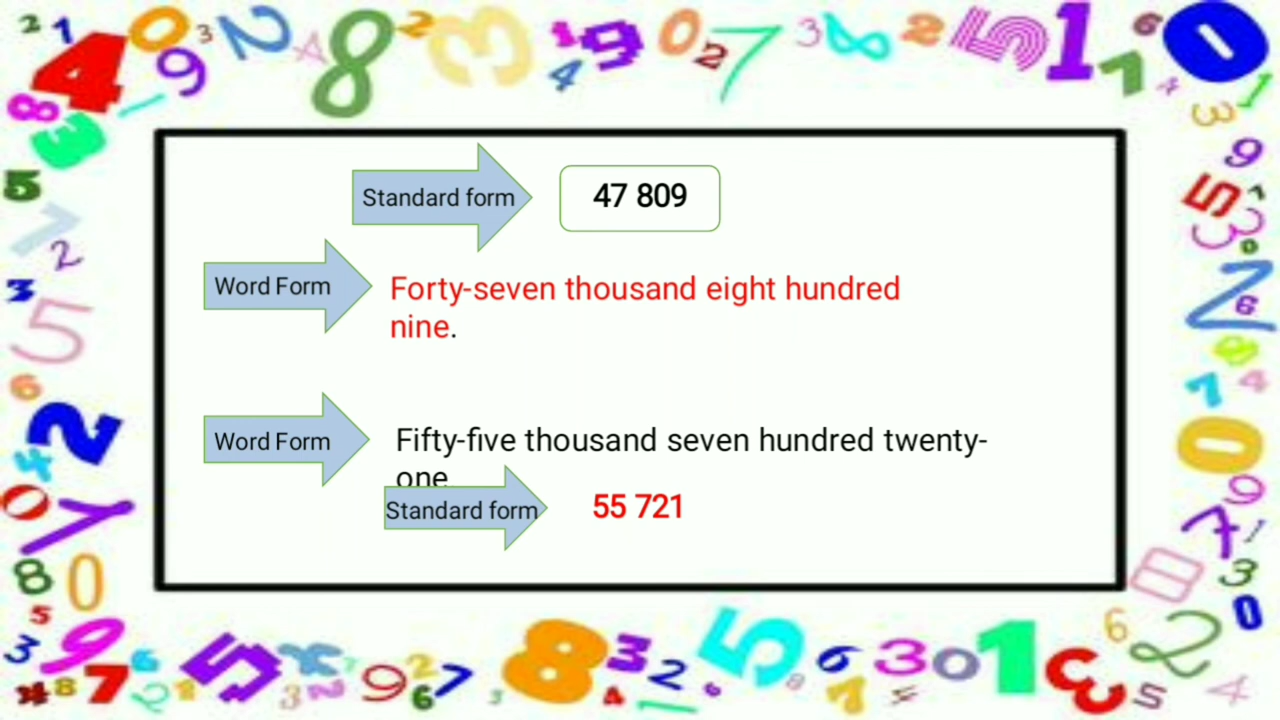 Standard form
47 809
Word Form
Forty-seven thousand eight hundred
nine.
Word Form
Fifty-five thousand seven hundred twenty-
one
Standard form
55 721